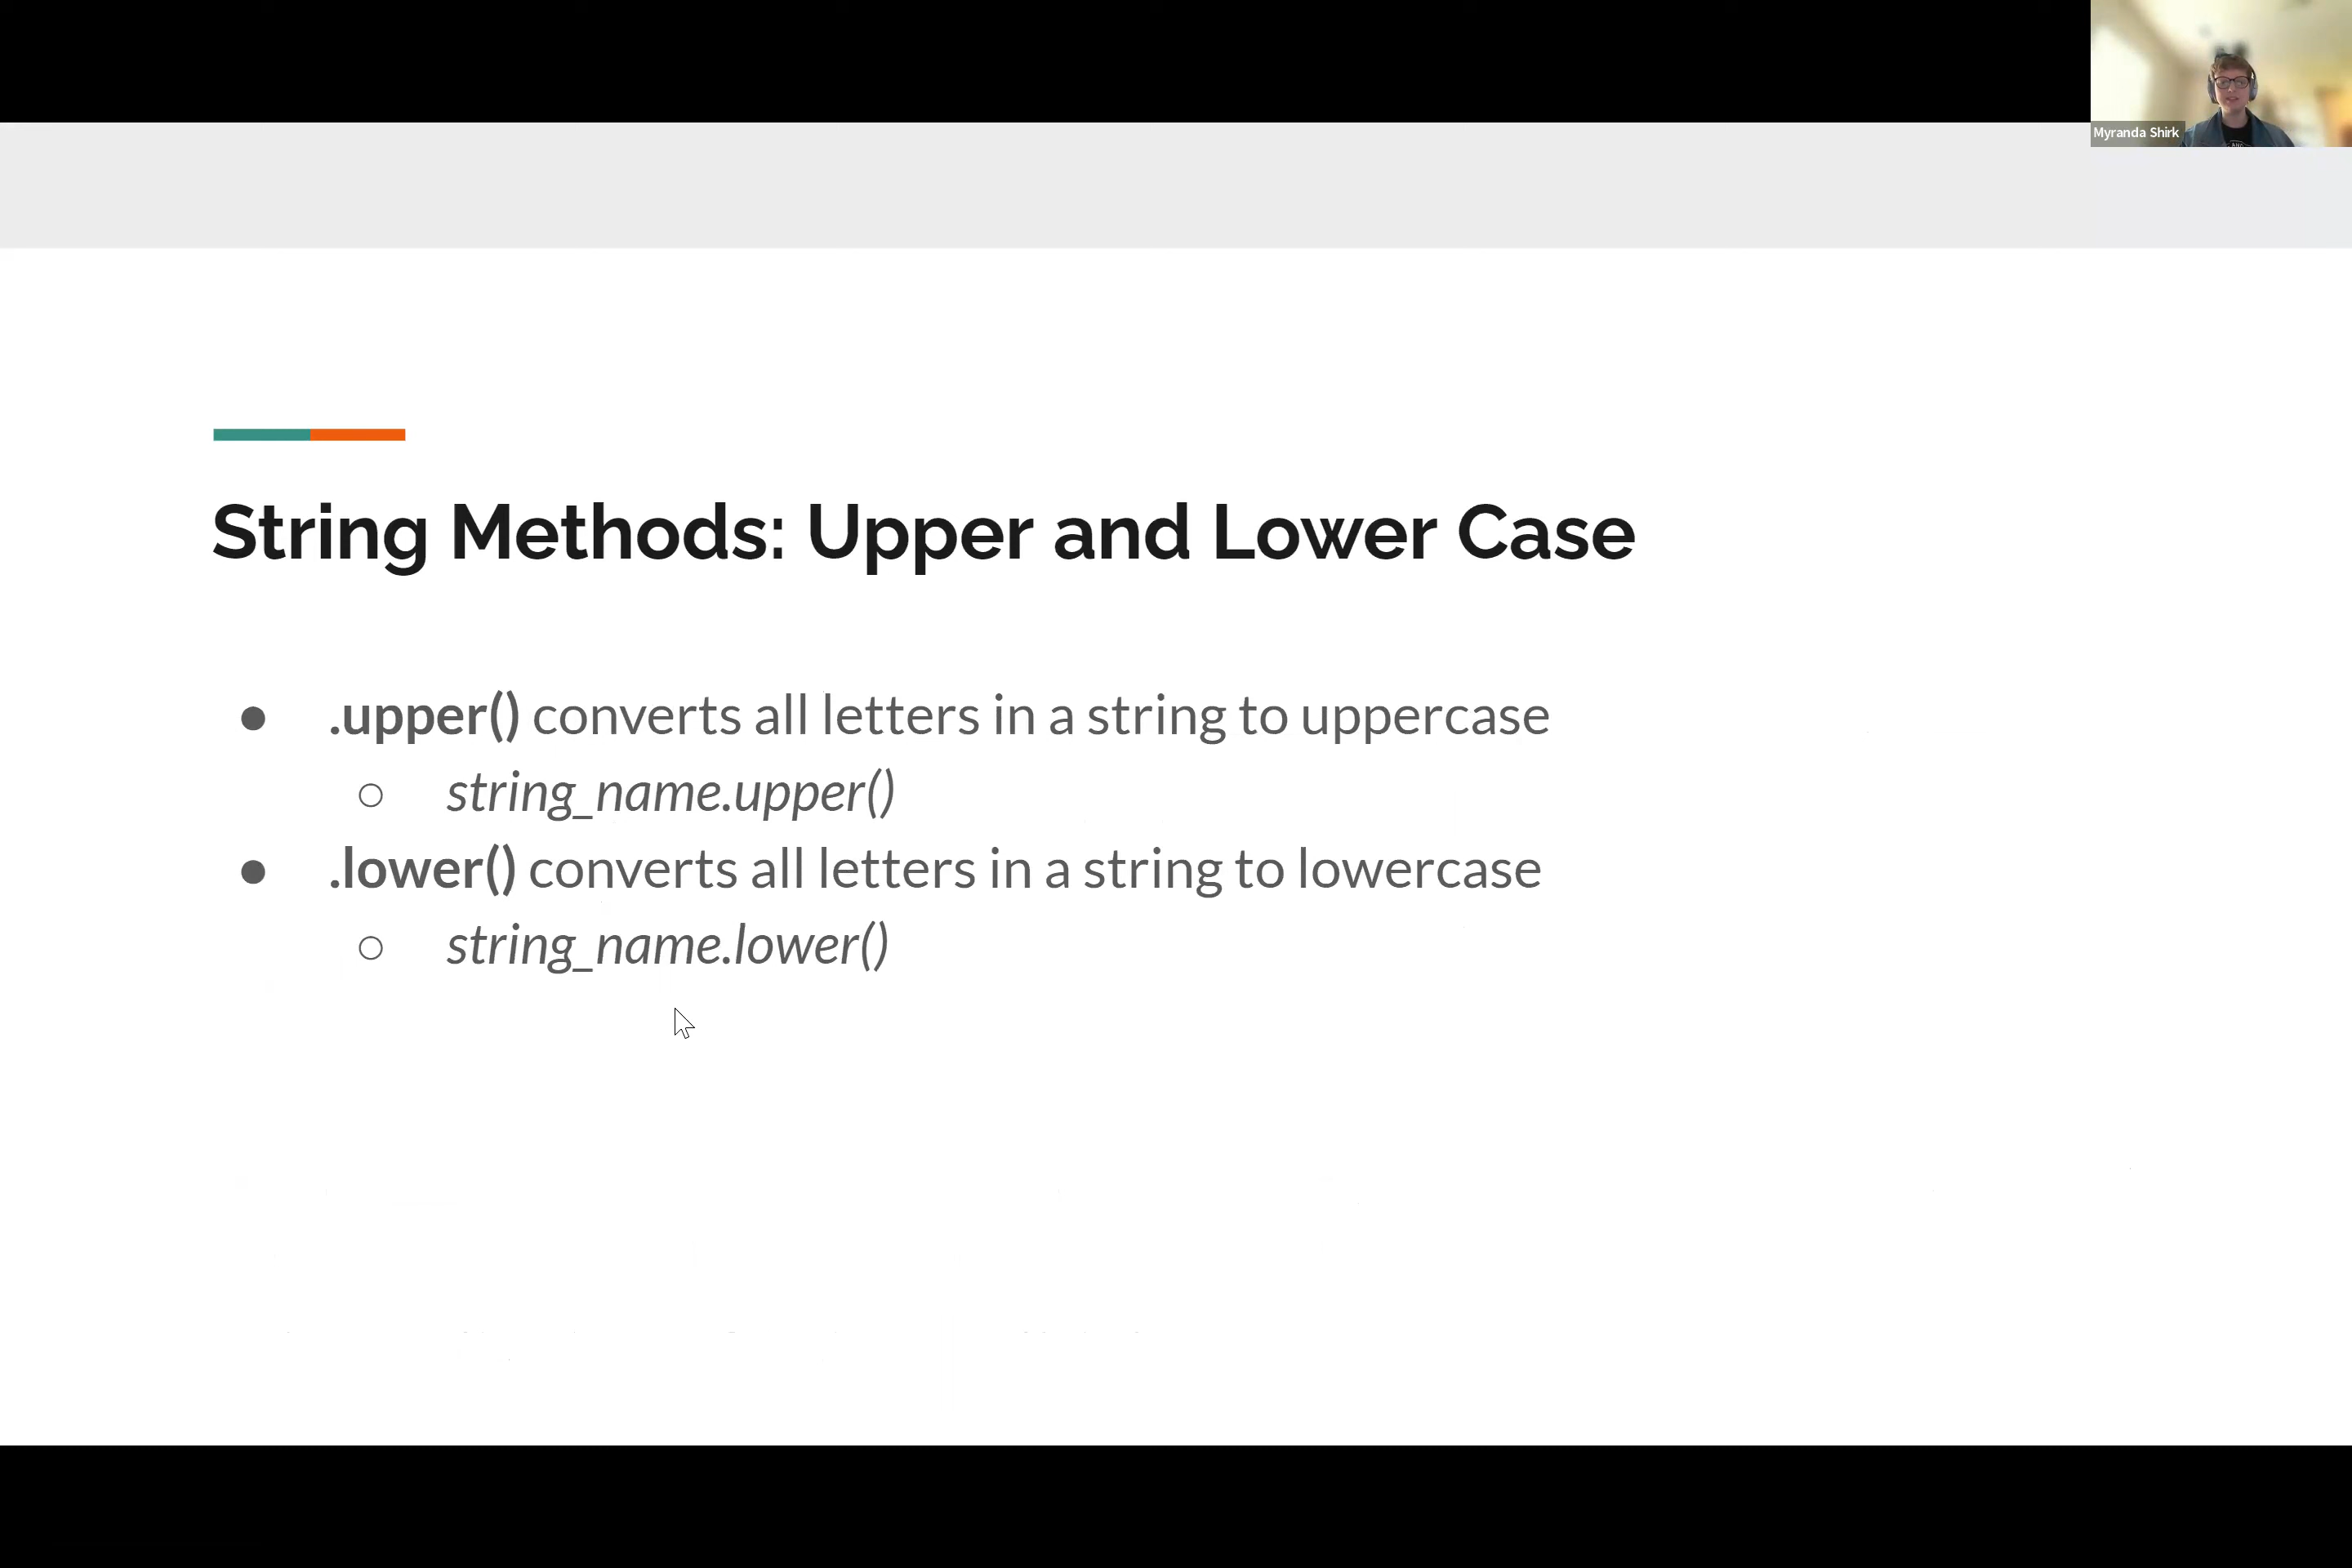 Myranda Shirk
String Methods: Upper and Lower Case
● .upper() converts all letters in a string to uppercase
○ string_name.upper()
● .lower() converts all letters in a string to lowercase
○ string_name.lower()